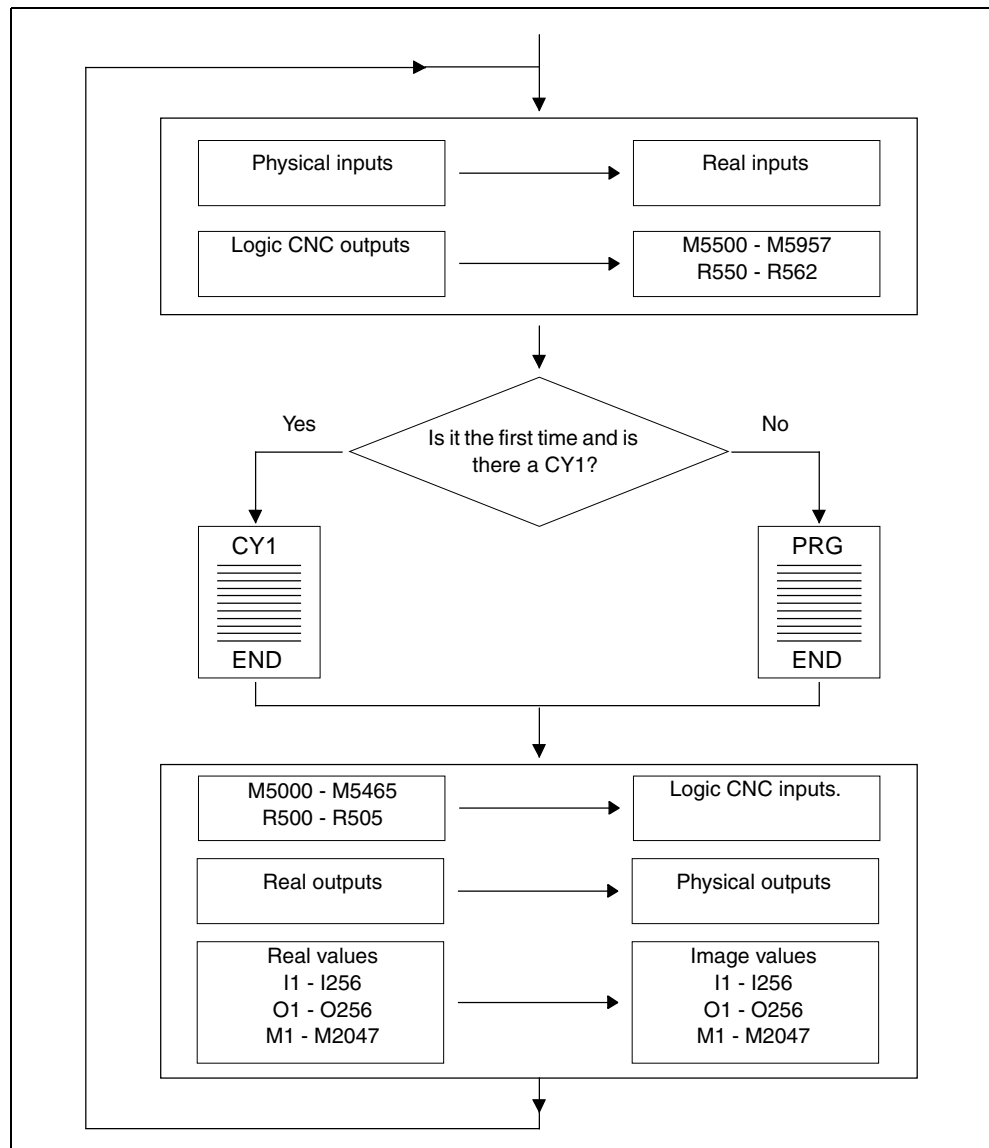 Physical inputs
Real inputs
Logic CNC outputs
M5500 - M5957
R550 - R562
Yes
No
Is it the first time and is
there a CY1?
CY1
END
PRG
END
M5000 - M5465
R500 - R505
Logic CNC inputs.
Real outputs
Physical outputs
Real values
I1 - I256
O1 - O256
M1 - M2047
Image values
I1 - I256
O1 - O256
M1 - M2047